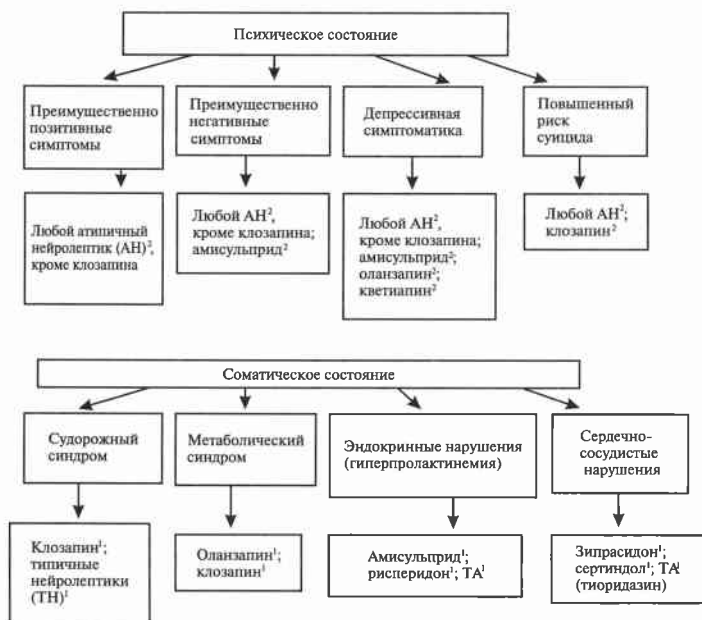 Психическое состояние
Преимущественно
позитивные
симптомы
Преимущественно
негативные
симптомы
Депрессивная
симптоматика
Повышенный
риск
суицида
Любой атипичный
нейролептик (АН)²,
кроме клозапина
Любой АН²,
кроме клозапина;
амисульприд²
Любой АН²,
кроме клозапина;
амисульприд²;
оланзапин²;
кветиапин²
Любой АН²;
клозапин²
Соматическое состояние
Судорожный
синдром
Метаболический
синдром
Эндокринные нарушения
(гиперпролактинемия)
Сердечно-
сосудистые
нарушения
Клозапин¹;
типичные
нейролептики
(ТН)¹
Оланзапин¹;
клозапин¹
Амисульприд¹;
рисперидон¹; ТА¹
Зипрасидон¹;
сертиндол¹; ТА¹
(тиоридазин)